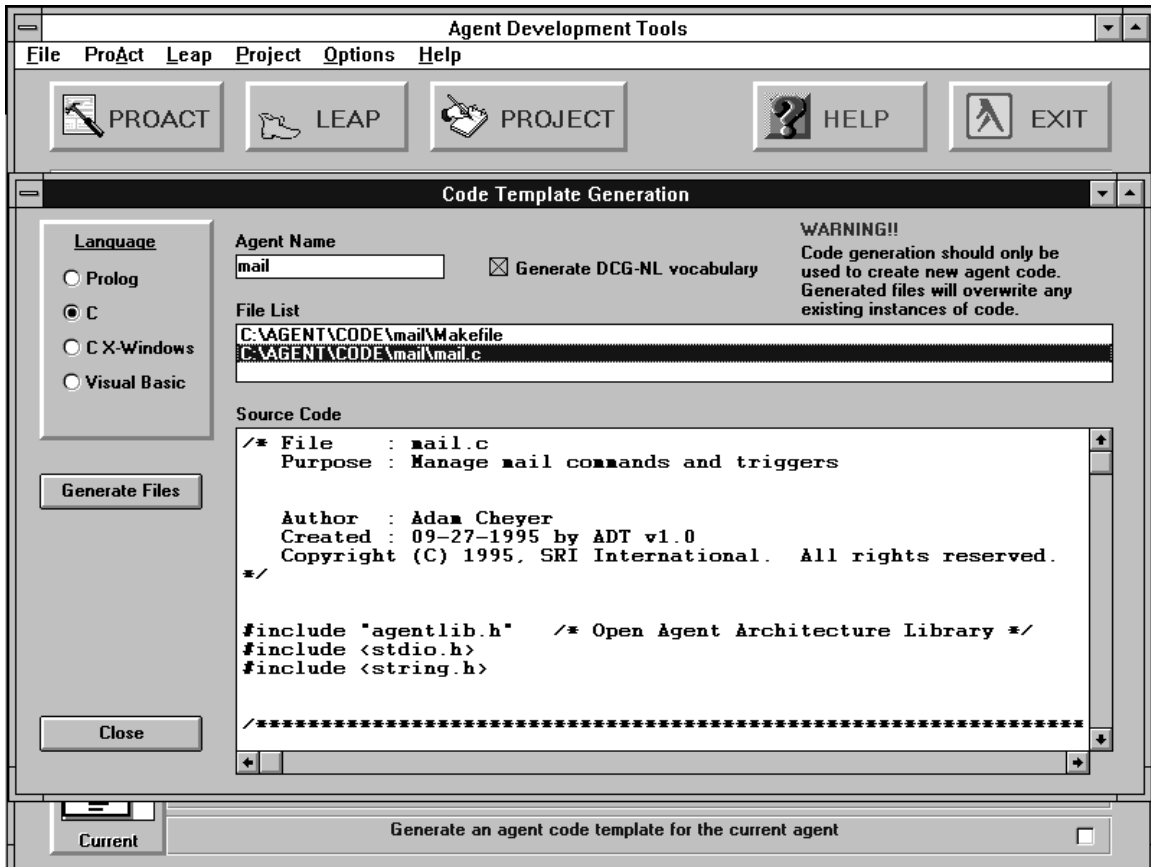 Agent Development Tools
File ProAct Leap Project Options Help
PROACT LEAP PROJECT HELP EXIT
Code Template Generation
Language
Prolog
C
C X-Windows
Visual Basic
Generate Files
Close
Agent Name
mail
Generate DCG-NL vocabulary
WARNING!!
Code generation should only be
used to create new agent code.
Generated files will overwrite any
existing instances of code.
File List
C:\AGENT\CODE\mail\Makefile
C:\AGENT\CODE\mail\mail.c
Source Code
/* File    : mail.c
   Purpose : Manage mail commands and triggers
   Author  : Adam Cheyer
   Created : 09-27-1995 by ADT v1.0
   Copyright (C) 1995, SRI International.  All rights reserved.
*/
#include "agentlib.h"   /* Open Agent Architecture Library */
#include <stdio.h>
#include <string.h>
/*****************************************************************
Current
Generate an agent code template for the current agent